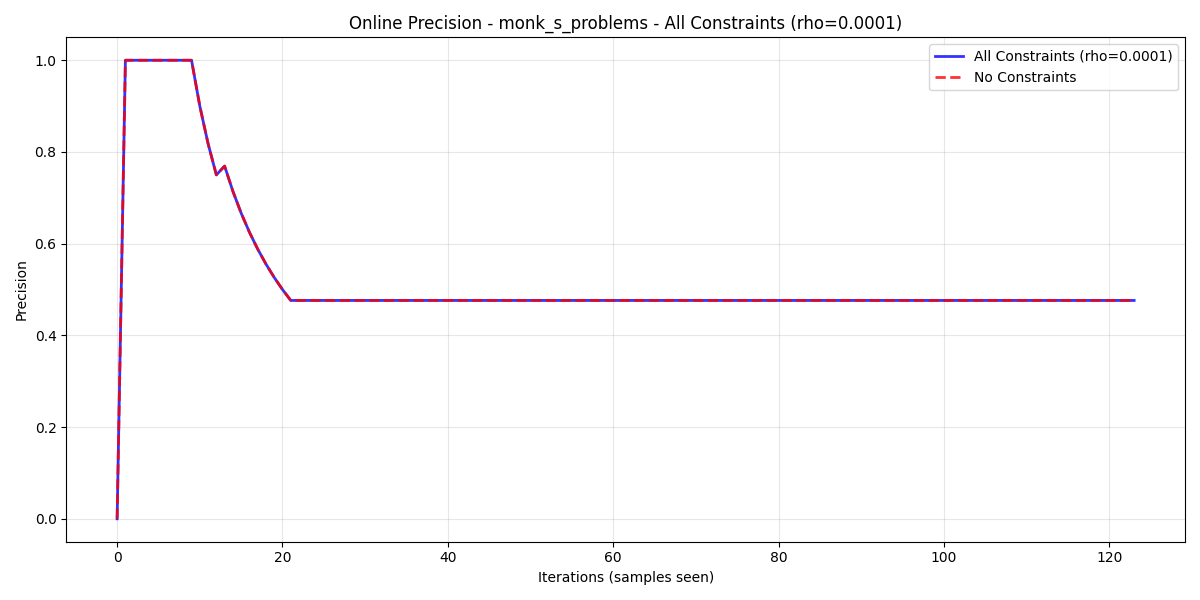 Online Precision - monk_s_problems - All Constraints (rho=0.0001)
All Constraints (rho=0.0001)
No Constraints
Precision
1.0
0.8
0.6
0.4
0.2
0.0
0 20 40 60 80 100 120
Iterations (samples seen)